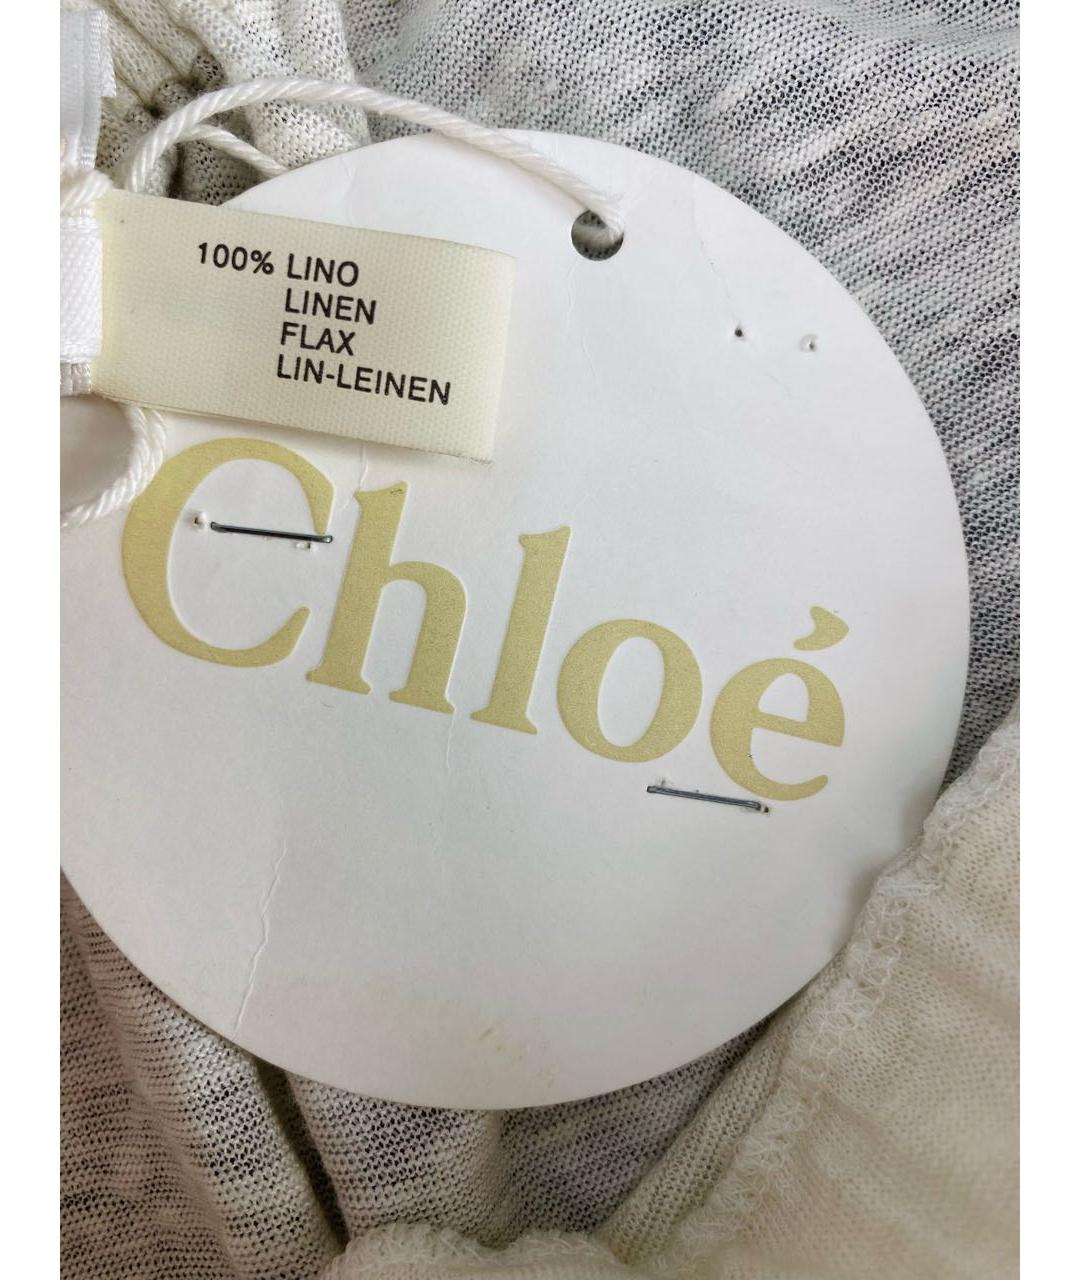 100% LINO
LINEN
FLAX
LIN-LEINEN
Chloé